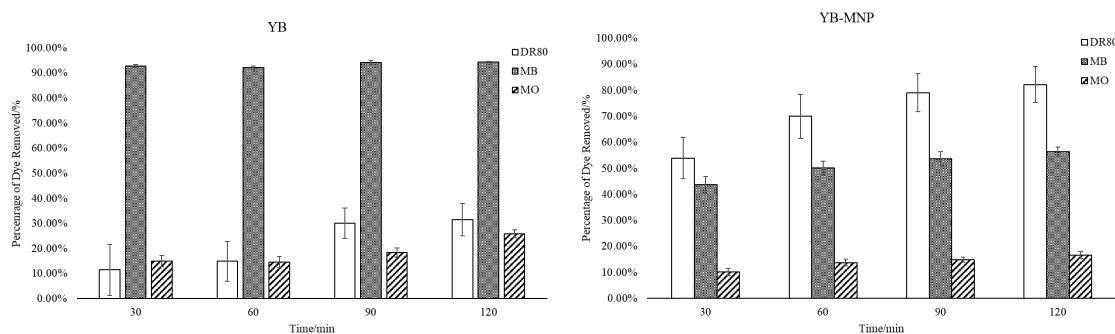 YB
Percenrage of Dye Removed/%
100.00%
90.00%
80.00%
70.00%
60.00%
50.00%
40.00%
30.00%
20.00%
10.00%
0.00%
30 60 90 120
Time/min
DR80
MB
MO
YB-MNP
Percentage of Dye Removed/%
100.00%
90.00%
80.00%
70.00%
60.00%
50.00%
40.00%
30.00%
20.00%
10.00%
0.00%
30 60 90 120
Time/min
DR80
MB
MO